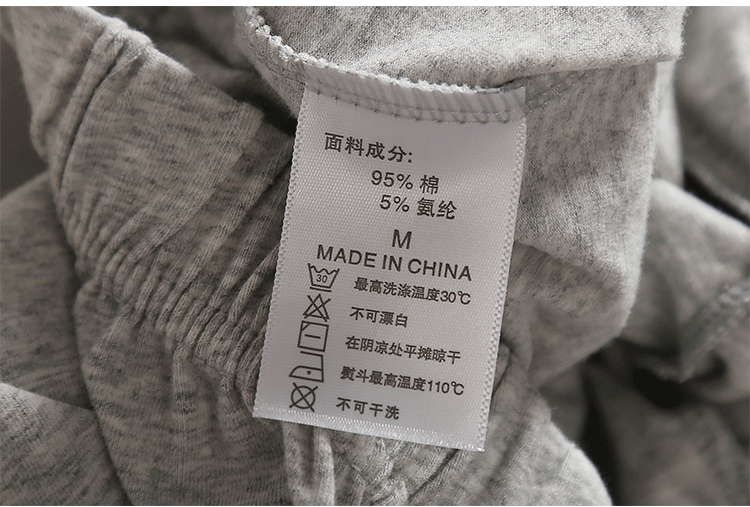 面料成分:
95% 棉
5% 氨纶
M
MADE IN CHINA
30 最高洗涤温度30℃
不可漂白
在阴凉处平摊晾干
熨斗最高温度110℃
不可干洗